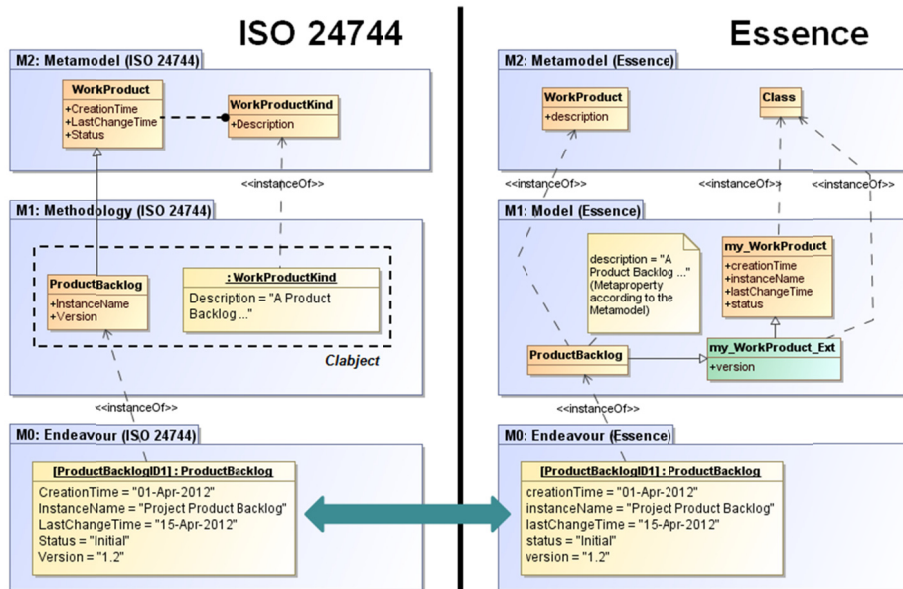 ISO 24744
M2: Metamodel (ISO 24744)
WorkProduct
+CreationTime
+LastChangeTime
+Status
WorkProductKind
+Description
<<instanceOf>>
M1: Methodology (ISO 24744)
ProductBacklog
+InstanceName
+Version
: WorkProductKind
Description = "A Product
Backlog ..."
Clabject
<<instanceOf>>
M0: Endeavour (ISO 24744)
[ProductBacklogID1] : ProductBacklog
CreationTime = "01-Apr-2012"
InstanceName = "Project Product Backlog"
LastChangeTime = "15-Apr-2012"
Status = "Initial"
Version = "1.2"
Essence
M2: Metamodel (Essence)
WorkProduct
+description
Class
<<instanceOf>>
<<instanceOf>>
<<instanceOf>>
M1: Model (Essence)
description = "A
Product Backlog ..."
(Metaproperty
according to the
Metamodel)
my_WorkProduct
+creationTime
+instanceName
+lastChangeTime
+status
ProductBacklog
my_WorkProduct_Ext
+version
<<instanceOf>>
M0: Endeavour (Essence)
[ProductBacklogID1] : ProductBacklog
creationTime = "01-Apr-2012"
instanceName = "Project Product Backlog"
lastChangeTime = "15-Apr-2012"
status = "Initial"
version = "1.2"